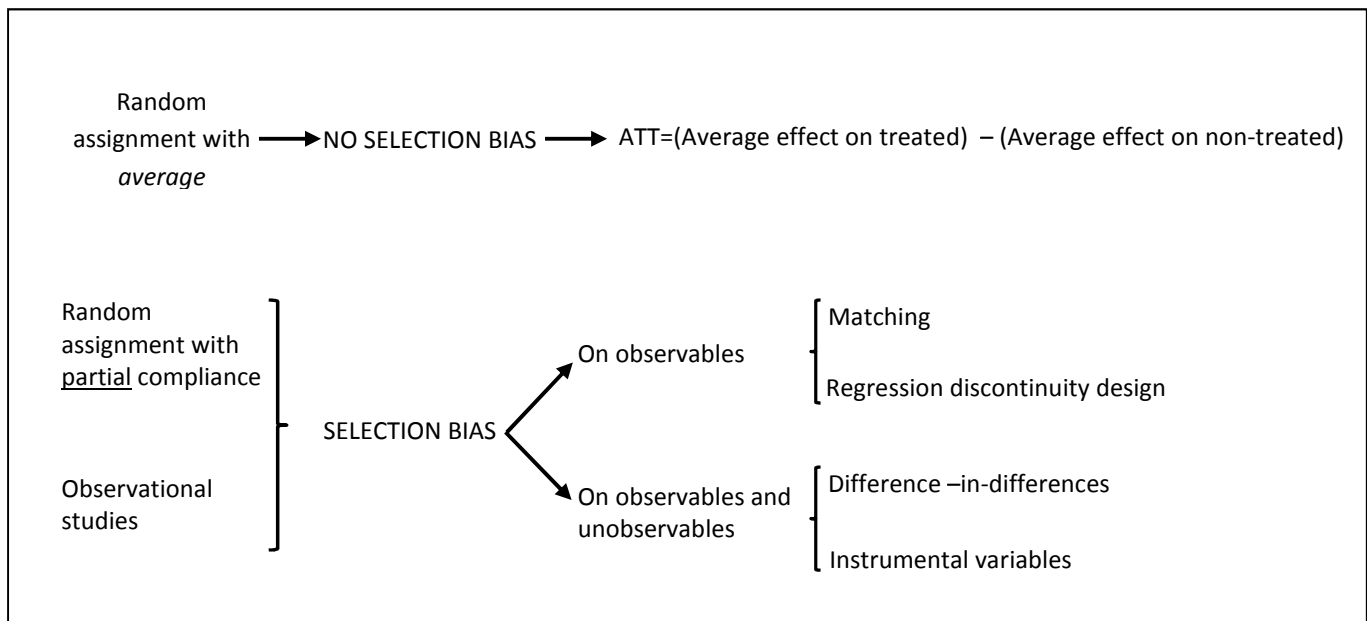 Random
assignment with
average
NO SELECTION BIAS
ATT=(Average effect on treated) – (Average effect on non-treated)
Random
assignment with
partial compliance
Observational
studies
SELECTION BIAS
On observables
Matching
Regression discontinuity design
On observables and
unobservables
Difference –in-differences
Instrumental variables